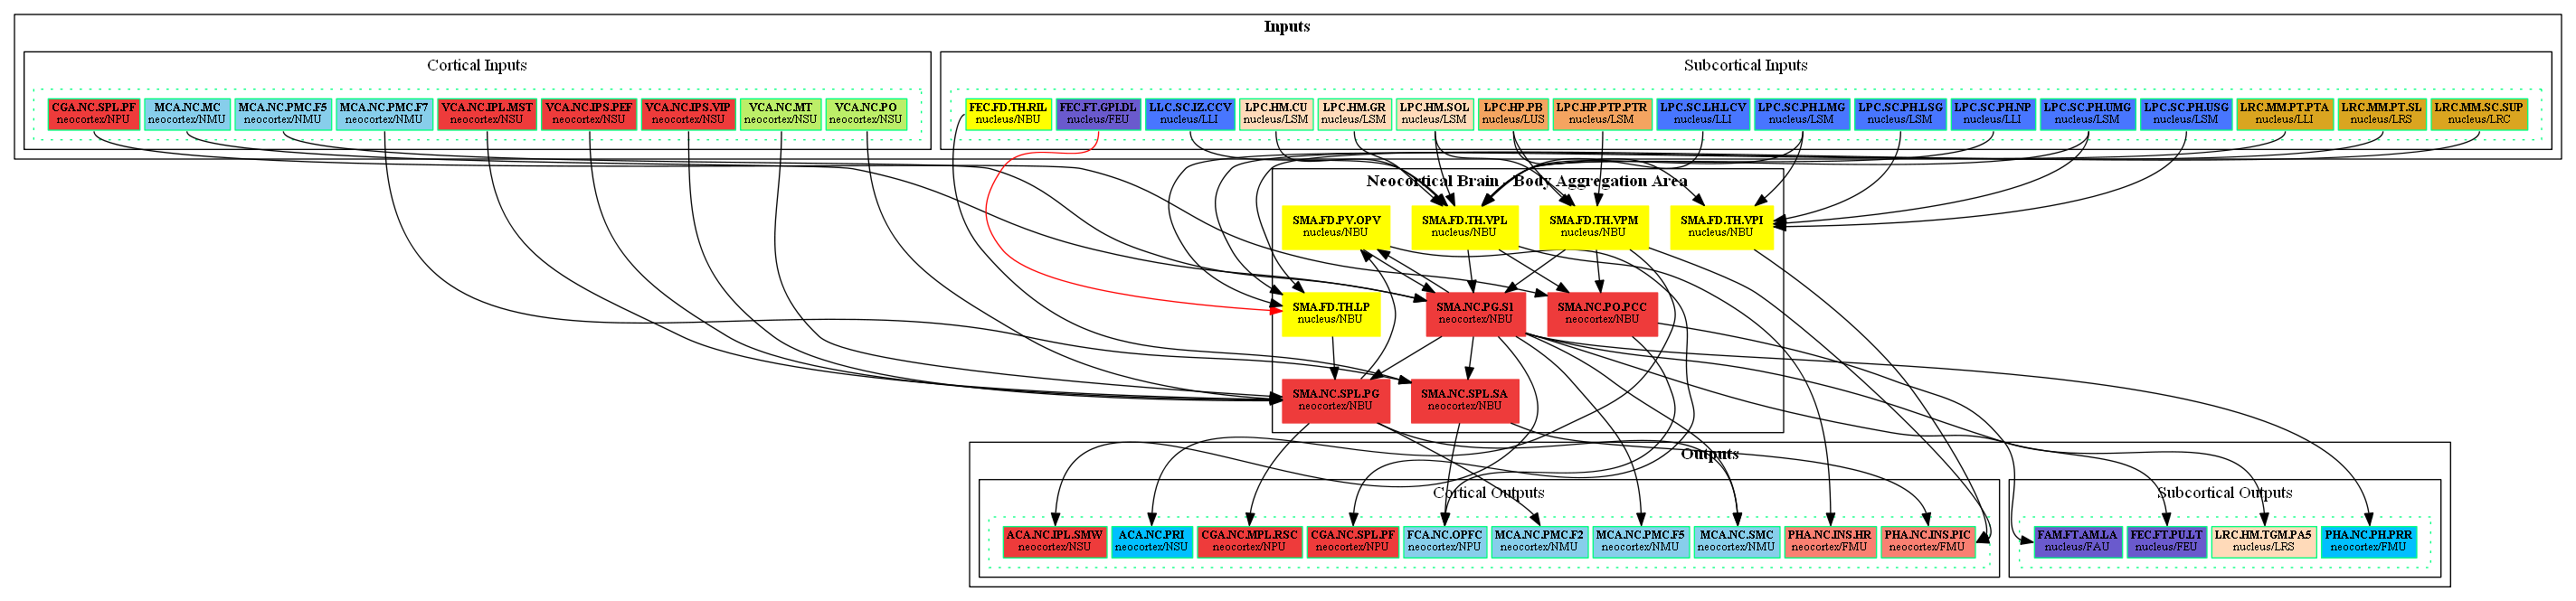 Inputs
Cortical Inputs
Subcortical Inputs
CGA.NC.SPL.PF
neocortex/NPU
MCA.NC.MC
neocortex/NMU
MCA.NC.PMC.F5
neocortex/NMU
MCA.NC.PMC.F7
neocortex/NMU
VCA.NC.IPL.MST
neocortex/NSU
VCA.NC.IPS.PEF
neocortex/NSU
VCA.NC.IPS.VIP
neocortex/NSU
VCA.NC.MT
neocortex/NSU
VCA.NC.PO
neocortex/NSU
FEC.FD.TH.RIL
nucleus/NBU
FEC.FT.GPI.DL
nucleus/FEU
LLC.SC.IZ.CCV
nucleus/LLI
LPC.HM.CU
nucleus/LSM
LPC.HM.GR
nucleus/LSM
LPC.HM.SOL
nucleus/LSM
LPC.HP.PB
nucleus/LUS
LPC.HP.PTP.PTR
nucleus/LSM
LPC.SC.LH.LCV
nucleus/LLI
LPC.SC.PH.LMG
nucleus/LSM
LPC.SC.PH.LSG
nucleus/LSM
LPC.SC.PH.NP
nucleus/LLI
LPC.SC.PH.UMG
nucleus/LSM
LPC.SC.PH.USG
nucleus/LSM
LRC.MM.PT.PTA
nucleus/LLI
LRC.MM.PT.SL
nucleus/LRS
LRC.MM.SC.SUP
nucleus/LRC
Neocortical Brain - Body Aggregation Area
SMA.FD.PV.OPV
nucleus/NBU
SMA.FD.TH.VPL
nucleus/NBU
SMA.FD.TH.VPM
nucleus/NBU
SMA.FD.TH.VPI
nucleus/NBU
SMA.FD.TH.LP
nucleus/NBU
SMA.NC.PG.S1
neocortex/NBU
SMA.NC.PO.PCC
neocortex/NBU
SMA.NC.SPL.PG
neocortex/NBU
SMA.NC.SPL.SA
neocortex/NBU
Outputs
Cortical Outputs
Subcortical Outputs
ACA.NC.IPL.SMW
neocortex/NSU
ACA.NC.PRI
neocortex/NSU
CGA.NC.MPL.RSC
neocortex/NPU
CGA.NC.SPL.PF
neocortex/NPU
FCA.NC.OPFC
neocortex/NPU
MCA.NC.PMC.F2
neocortex/NMU
MCA.NC.PMC.F5
neocortex/NMU
MCA.NC.SMC
neocortex/NMU
PHA.NC.INS.HR
neocortex/FMU
PHA.NC.INS.PIC
neocortex/FMU
FAM.FT.AM.LA
nucleus/FAU
FEC.FT.PU.LT
nucleus/FEU
LRC.HM.TGM.PA5
nucleus/LRS
PHA.NC.PH.PRR
neocortex/FMU